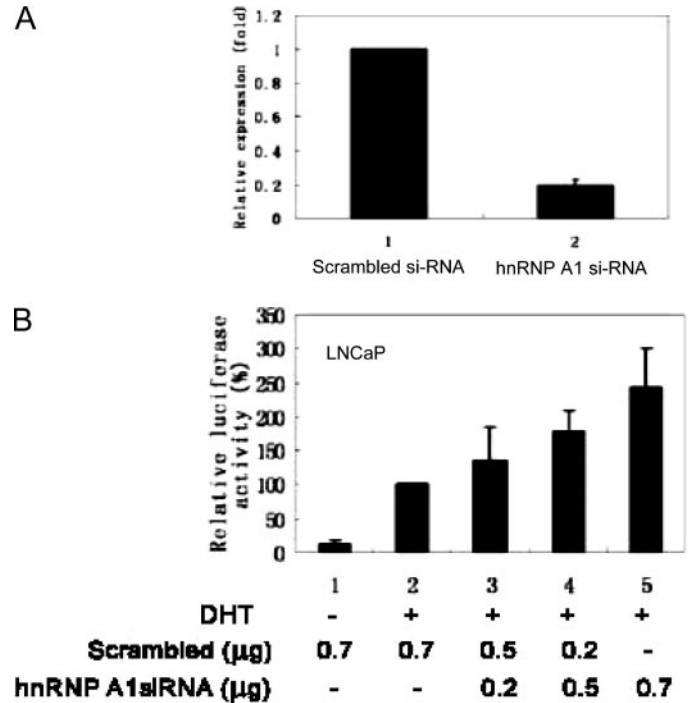 A
Relative expression (fold)
1.2
1
0.8
0.6
0.4
0.2
0
1 2
Scrambled si-RNA hnRNP A1 si-RNA
B
Relative luciferase
activity (%)
350
300
250
200
150
100
50
0
LNCaP
1 2 3 4 5
DHT - + + + +
Scrambled (µg) 0.7 0.7 0.5 0.2 -
hnRNP A1siRNA (µg) - - 0.2 0.5 0.7